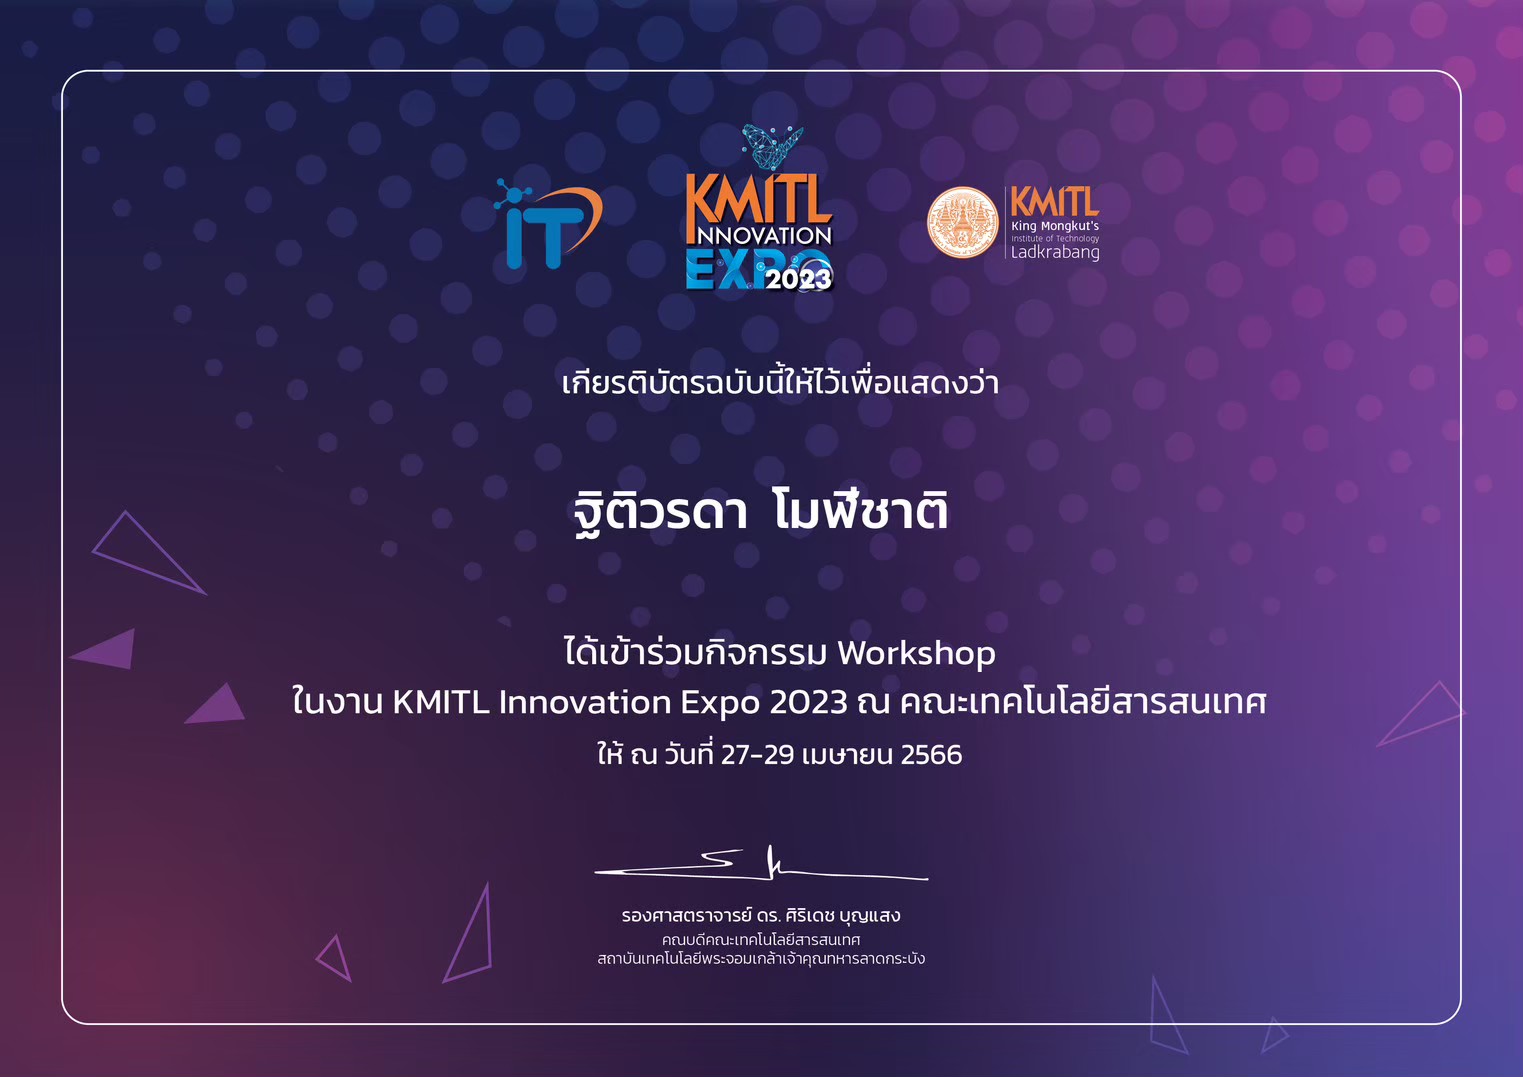 iT
KMITL
INNOVATION
EXPO
2023
KMITL
King Mongkut's
Institute of Technology
Ladkrabang
เกียรติบัตรฉบับนี้ให้ไว้เพื่อแสดงว่า
ฐิติวรดา โมฬีชาติ
ได้เข้าร่วมกิจกรรม Workshop
ในงาน KMITL Innovation Expo 2023 ณ คณะเทคโนโลยีสารสนเทศ
ให้ ณ วันที่ 27-29 เมษายน 2566
รองศาสตราจารย์ ดร. ศิริเดช บุญแสง
คณบดีคณะเทคโนโลยีสารสนเทศ
สถาบันเทคโนโลยีพระจอมเกล้าเจ้าคุณทหารลาดกระบัง